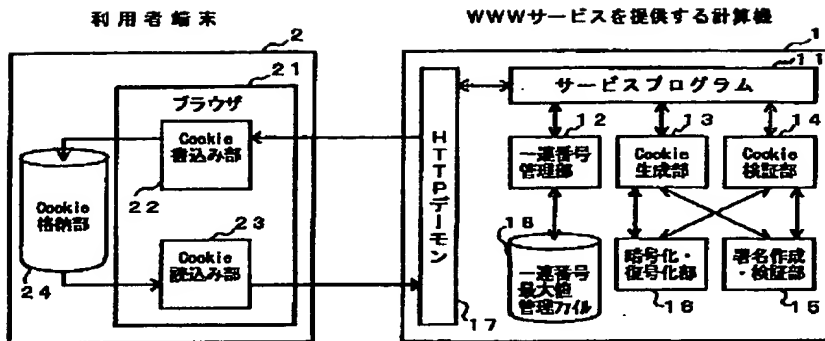 利用者端末
2
21
ブラウザ
Cookie
書込み部
22
Cookie
格納部
24
23
Cookie
読込み部
WWWサービスを提供する計算機
1
11
サービスプログラム
HTTPデーモン
17
12
一連番号
管理部
13
Cookie
生成部
14
Cookie
検証部
18
一連番号
最大値
管理ファイル
暗号化・
復号化部
16
署名作成
・検証部
15